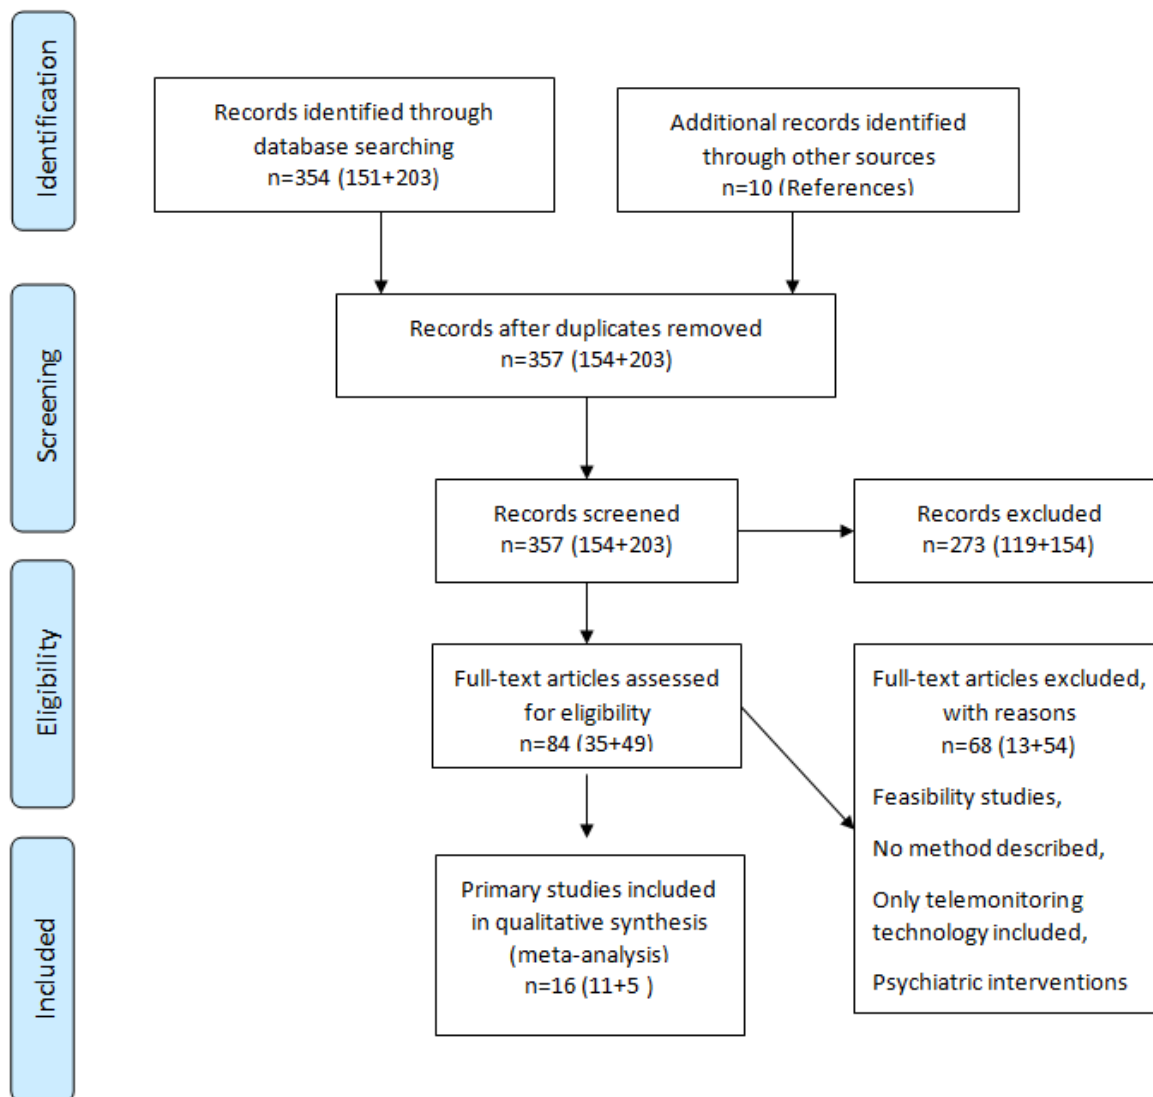 Identification
Records identified through
database searching
n=354 (151+203)
Additional records identified
through other sources
n=10 (References)
Screening
Records after duplicates removed
n=357 (154+203)
Records screened
n=357 (154+203)
Records excluded
n=273 (119+154)
Eligibility
Full-text articles assessed
for eligibility
n=84 (35+49)
Full-text articles excluded,
with reasons
n=68 (13+54)
Feasibility studies,
No method described,
Only telemonitoring
technology included,
Psychiatric interventions
Included
Primary studies included
in qualitative synthesis
(meta-analysis)
n=16 (11+5 )